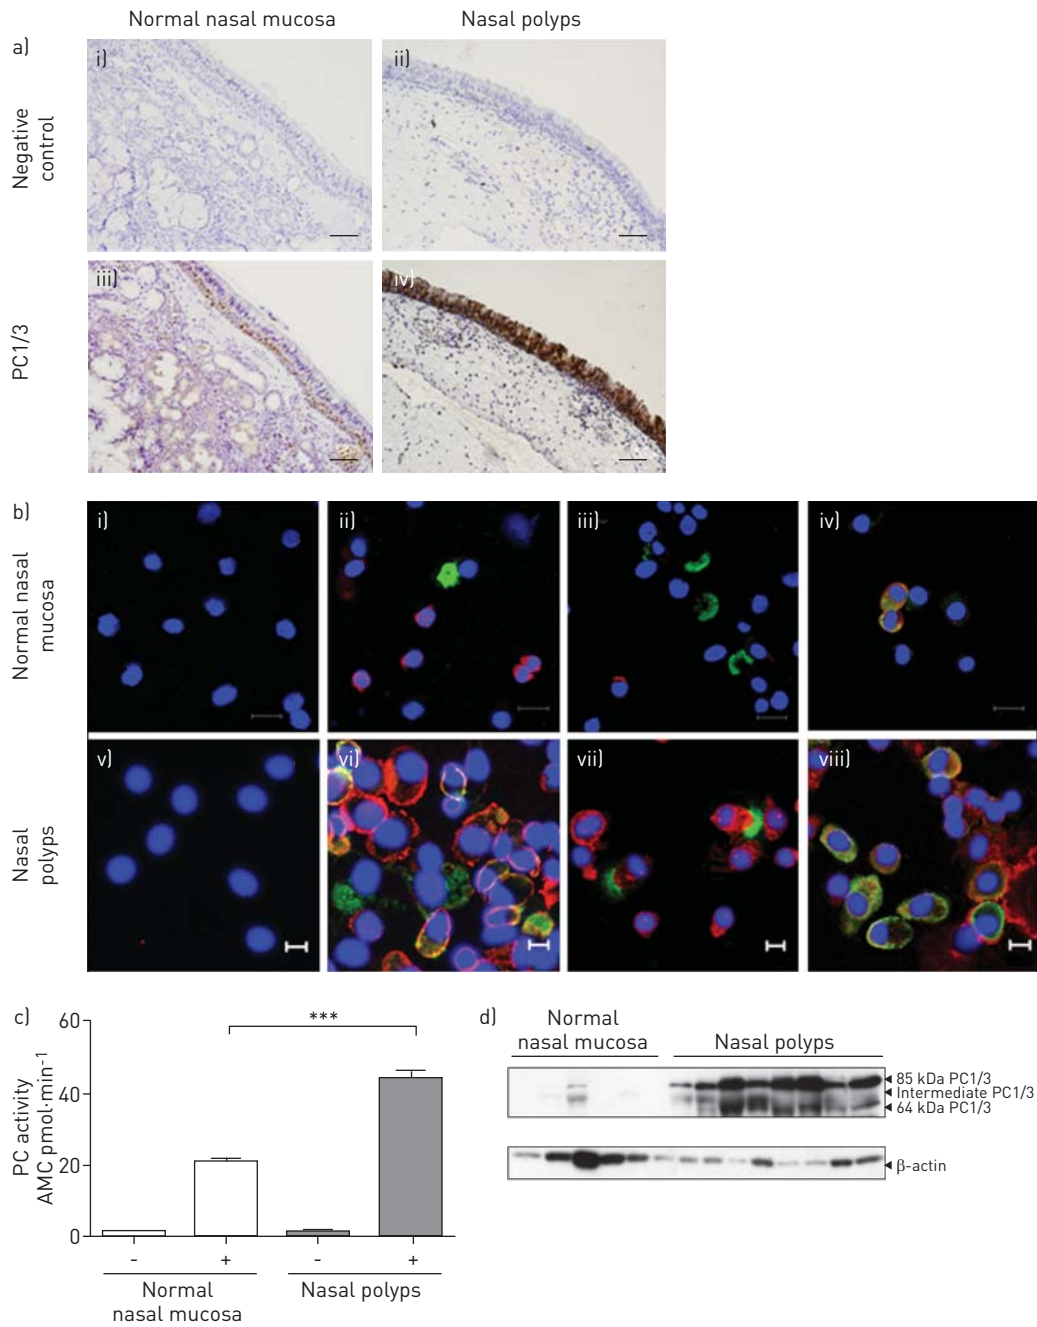 Normal nasal mucosa
Nasal polyps
a)
Negative
control
i)
ii)
PC1/3
iii)
iv)
b)
Normal nasal
mucosa
i)
ii)
iii)
iv)
Nasal
polyps
v)
vi)
vii)
viii)
c)
PC activity
AMC pmol·min⁻¹
60
40
20
0
***
- + - +
Normal
nasal mucosa
Nasal polyps
d)
Normal
nasal mucosa
Nasal polyps
85 kDa PC1/3
Intermediate PC1/3
64 kDa PC1/3
β-actin